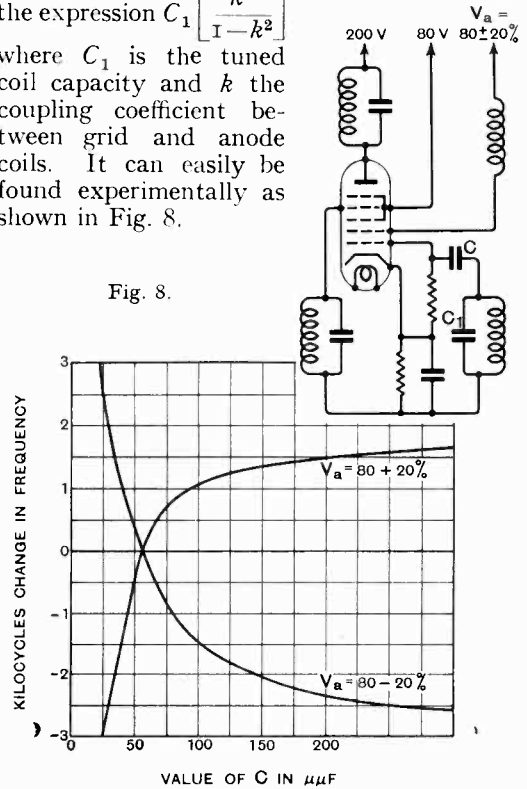 the expression C₁ [k / 1−k²]
where C₁ is the tuned
coil capacity and k the
coupling coefficient be-
tween grid and anode
coils. It can easily be
found experimentally as
shown in Fig. 8.
Fig. 8.
200 V
80 V
Vₐ =
80±20%
C
C₁
KILOCYCLES CHANGE IN FREQUENCY
3
2
1
0
-1
-2
-3
Vₐ = 80 + 20%
Vₐ = 80 − 20%
0
50
100
150
200
VALUE OF C IN μμF